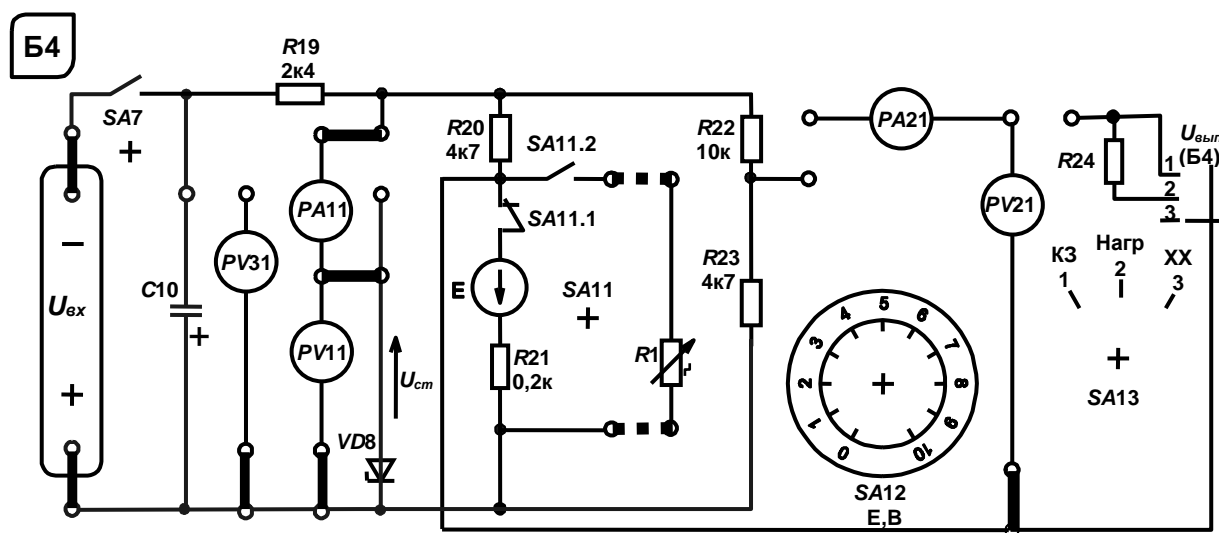 Б4
R19
2к4
SA7
+
R20
4к7
SA11.2
R22
10к
PA21
R24
Uвып
(Б4)
1
2
3
PA11
SA11.1
PV21
−
PV31
C10
+
Uвх
E
SA11
+
R23
4к7
КЗ
1
Нагр
2
ХХ
3
PV11
Uст
R21
0,2к
R1
+
SA13
+
VD8
0
1
2
3
4
5
6
7
8
9
10
+
SA12
Е,В